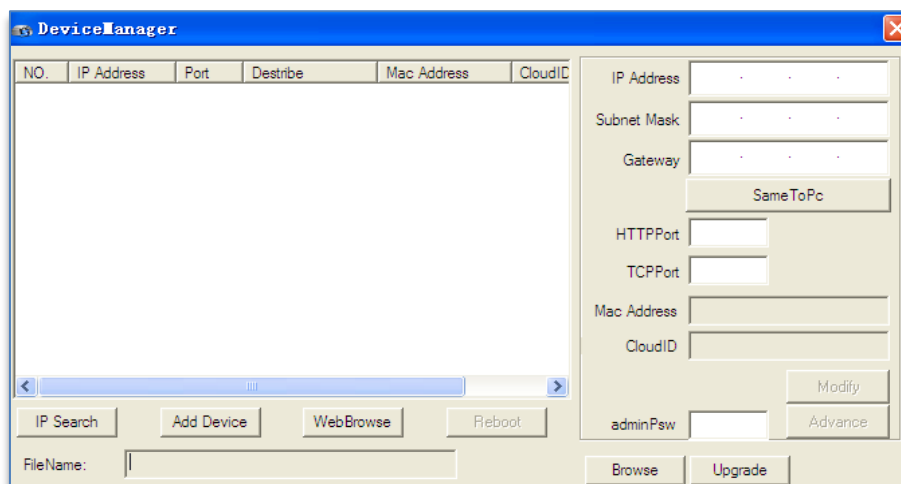 DeviceManager
NO. IP Address Port Destribe Mac Address CloudID
IP Address
Subnet Mask
Gateway
SameToPc
HTTPPort
TCPPort
Mac Address
CloudID
Modify
IP Search Add Device WebBrowse Reboot
adminPsw Advance
FileName:
Browse Upgrade